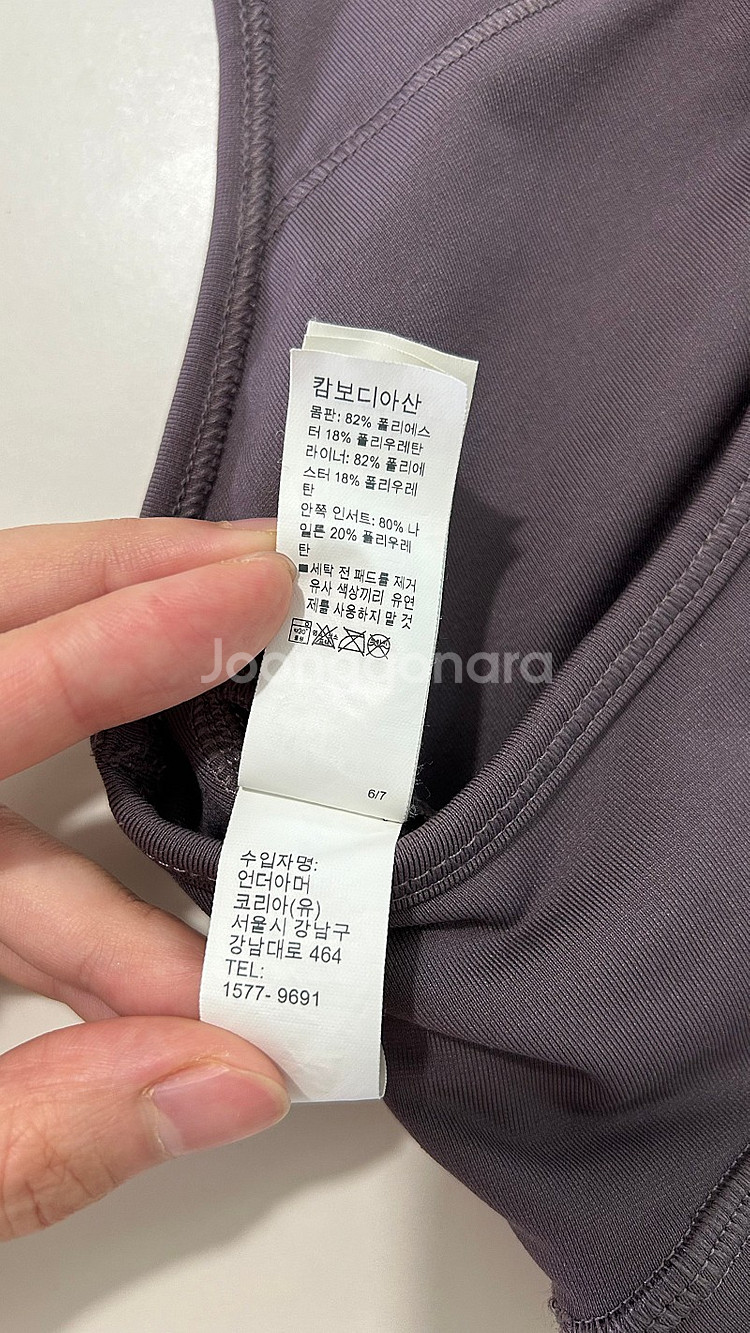 캄보디아산
몸판: 82% 폴리에스
터 18% 폴리우레탄
라이너: 82% 폴리에
스터 18% 폴리우레
탄
안쪽 인서트: 80% 나
일론 20% 폴리우레
탄
■세탁 전 패드를 제거
유사 색상끼리 유연
제를 사용하지 말 것
Joonggonara
6/7
수입자명:
언더아머
코리아(유)
서울시 강남구
강남대로 464
TEL:
1577- 9691